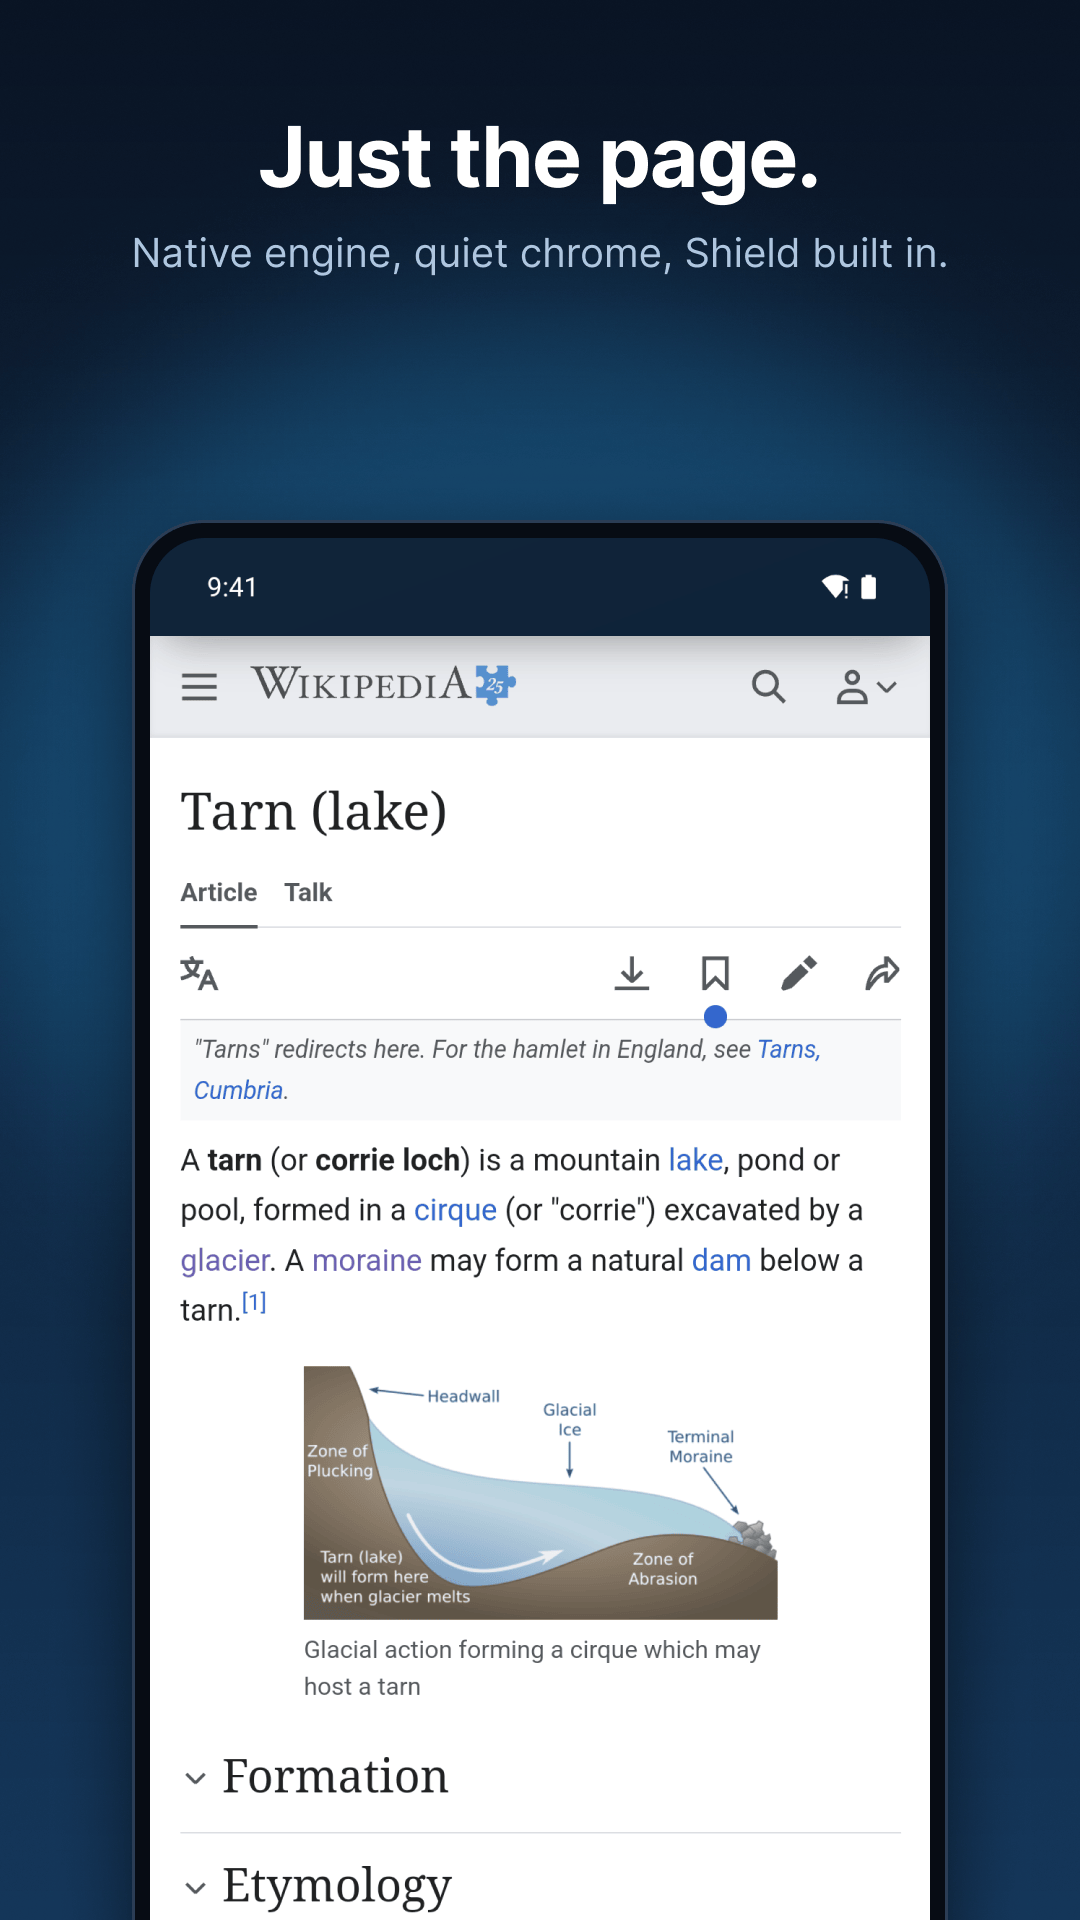 Just the page.
Native engine, quiet chrome, Shield built in.
9:41
WIKIPEDIA 25
Tarn (lake)
Article Talk
文A
"Tarns" redirects here. For the hamlet in England, see Tarns,
Cumbria.
A tarn (or corrie loch) is a mountain lake, pond or
pool, formed in a cirque (or "corrie") excavated by a
glacier. A moraine may form a natural dam below a
tarn.[1]
Headwall
Glacial
Ice
Terminal
Moraine
Zone of
Plucking
Tarn (lake)
will form here
when glacier melts
Zone of
Abrasion
Glacial action forming a cirque which may
host a tarn
Formation
Etymology